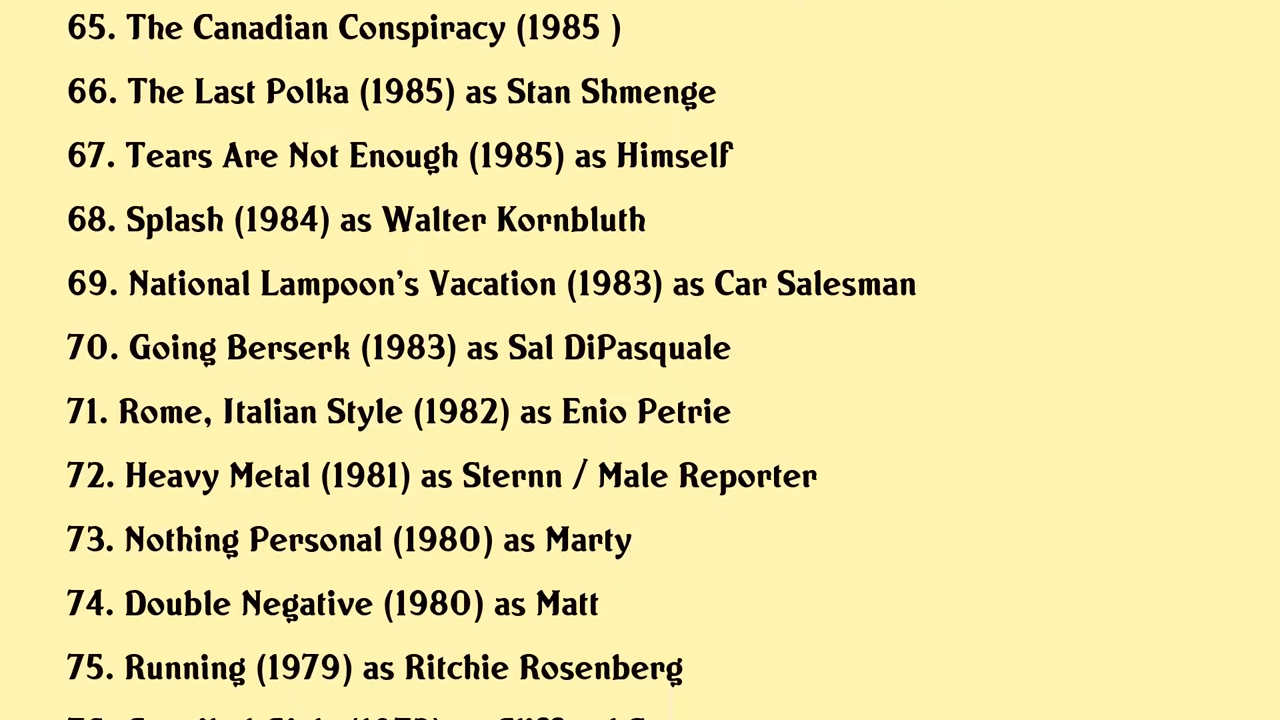 65. The Canadian Conspiracy (1985 )
66. The Last Polka (1985) as Stan Shmenge
67. Tears Are Not Enough (1985) as Himself
68. Splash (1984) as Walter Kornbluth
69. National Lampoon's Vacation (1983) as Car Salesman
70. Going Berserk (1983) as Sal DiPasquale
71. Rome, Italian Style (1982) as Enio Petrie
72. Heavy Metal (1981) as Sternn / Male Reporter
73. Nothing Personal (1980) as Marty
74. Double Negative (1980) as Matt
75. Running (1979) as Ritchie Rosenberg